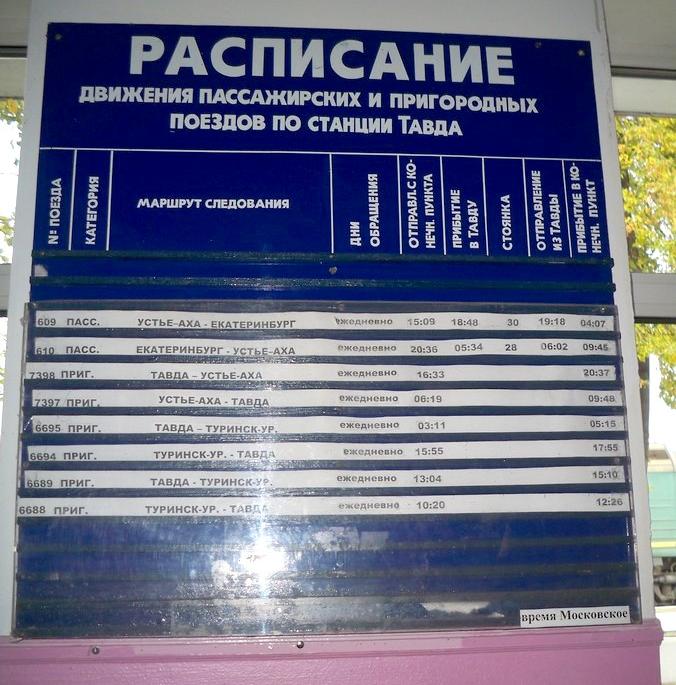 РАСПИСАНИЕ
ДВИЖЕНИЯ ПАССАЖИРСКИХ И ПРИГОРОДНЫХ
ПОЕЗДОВ ПО СТАНЦИИ ТАВДА
№ ПОЕЗДА
КАТЕГОРИЯ
МАРШРУТ СЛЕДОВАНИЯ
ДНИ
ОБРАЩЕНИЯ
ОТПРАВЛ. С КО-
НЕЧН. ПУНКТА
ПРИБЫТИЕ
В ТАВДУ
СТОЯНКА
ОТПРАВЛЕНИЕ
ИЗ ТАВДЫ
ПРИБЫТИЕ В КО-
НЕЧН. ПУНКТ
609 ПАСС. УСТЬЕ-АХА - ЕКАТЕРИНБУРГ ежедневно 15:09 18:48 30 19:18 04:07
610 ПАСС. ЕКАТЕРИНБУРГ - УСТЬЕ-АХА ежедневно 20:36 05:34 28 06:02 09:45
7398 ПРИГ. ТАВДА – УСТЬЕ-АХА ежедневно 16:33 20:37
7397 ПРИГ. УСТЬЕ-АХА - ТАВДА ежедневно 06:19 09:48
6695 ПРИГ. ТАВДА – ТУРИНСК-УР. ежедневно 03:11 05:15
6694 ПРИГ. ТУРИНСК-УР. - ТАВДА ежедневно 15:55 17:55
6689 ПРИГ. ТАВДА - ТУРИНСК-УР. ежедневно 13:04 15:10
6688 ПРИГ. ТУРИНСК-УР. - ТАВДА ежедневно 10:20 12:26
время Московское